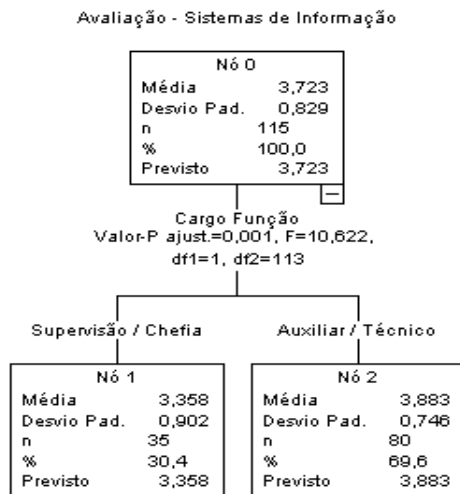 Avaliação - Sistemas de Informação
Nó 0
Média 3,723
Desvio Pad. 0,829
n 115
% 100,0
Previsto 3,723
Cargo Função
Valor-P ajust.=0,001, F=10,622,
df1=1, df2=113
Supervisão / Chefia
Auxiliar / Técnico
Nó 1
Média 3,358
Desvio Pad. 0,902
n 35
% 30,4
Previsto 3,358
Nó 2
Média 3,883
Desvio Pad. 0,746
n 80
% 69,6
Previsto 3,883